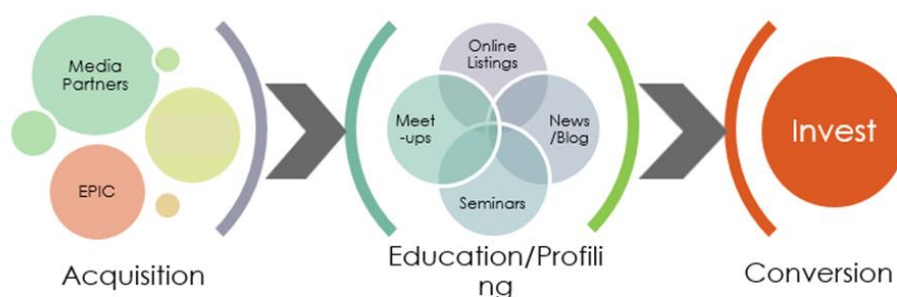 Media
Partners
EPIC
Acquisition
Online
Listings
Meet
-ups
News
/Blog
Seminars
Education/Profili
ng
Invest
Conversion